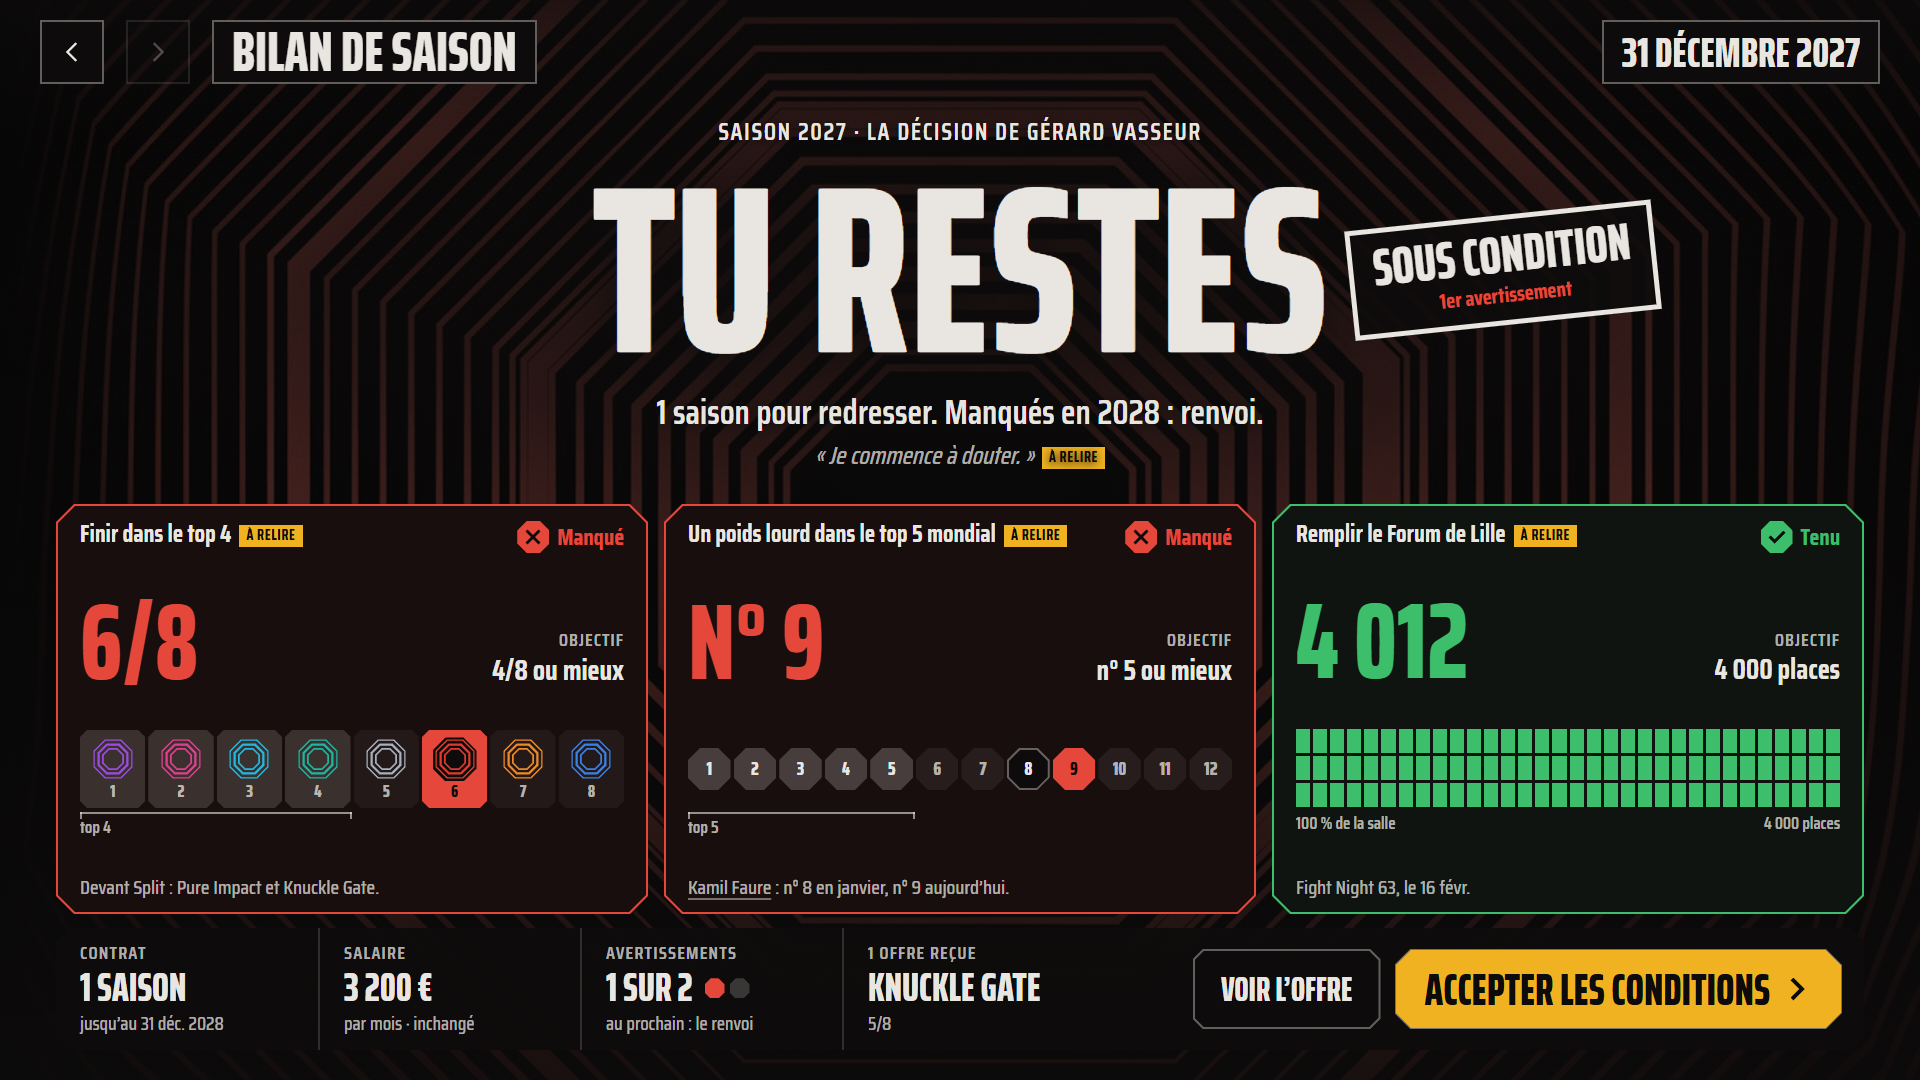 BILAN DE SAISON
31 DÉCEMBRE 2027
SAISON 2027 · LA DÉCISION DE GÉRARD VASSEUR
TU RESTES
SOUS CONDITION
1er avertissement
1 saison pour redresser. Manqués en 2028 : renvoi.
« Je commence à douter. » À RELIRE
Finir dans le top 4 À RELIRE
Manqué
6/8
OBJECTIF
4/8 ou mieux
1 2 3 4 5 6 7 8
top 4
Devant Split : Pure Impact et Knuckle Gate.
Un poids lourd dans le top 5 mondial À RELIRE
Manqué
N° 9
OBJECTIF
n° 5 ou mieux
1 2 3 4 5 6 7 8 9 10 11 12
top 5
Kamil Faure : n° 8 en janvier, n° 9 aujourd’hui.
Remplir le Forum de Lille À RELIRE
Tenu
4 012
OBJECTIF
4 000 places
100 % de la salle
4 000 places
Fight Night 63, le 16 févr.
CONTRAT
1 SAISON
jusqu’au 31 déc. 2028
SALAIRE
3 200 €
par mois · inchangé
AVERTISSEMENTS
1 SUR 2
au prochain : le renvoi
1 OFFRE REÇUE
KNUCKLE GATE
5/8
VOIR L’OFFRE
ACCEPTER LES CONDITIONS